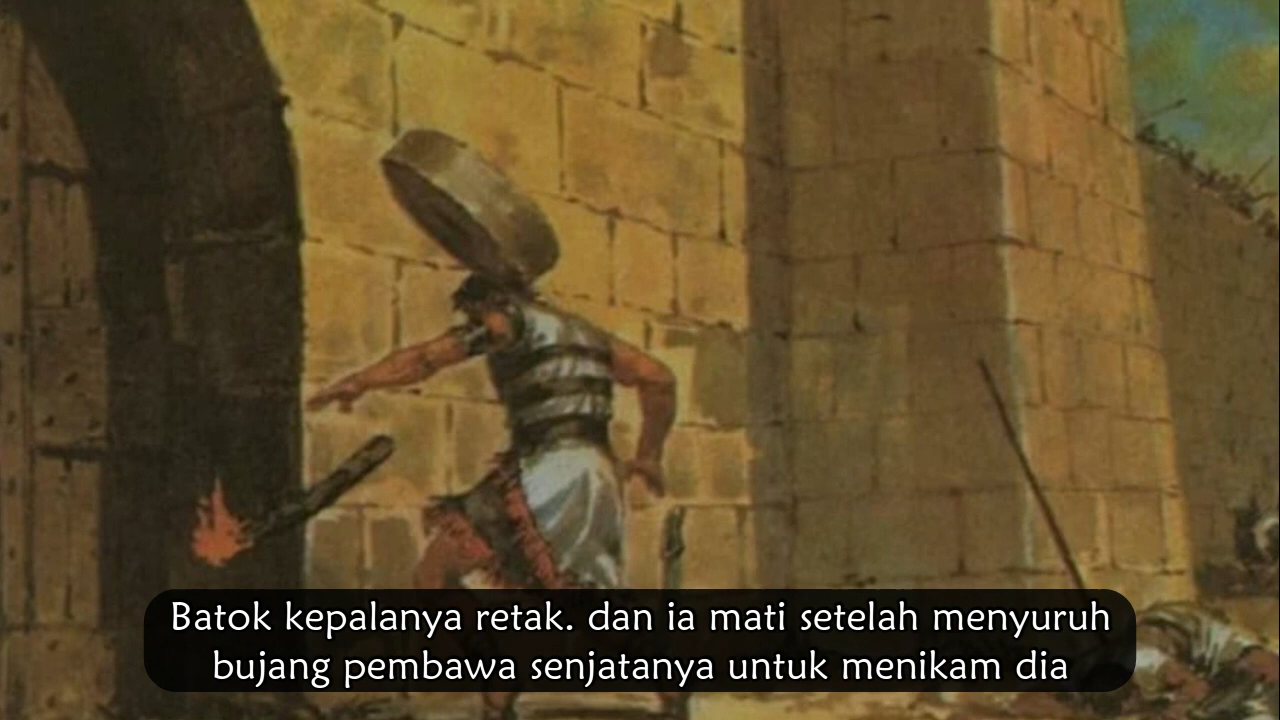 Batok kepalanya retak. dan ia mati setelah menyuruh
bujang pembawa senjatanya untuk menikam dia